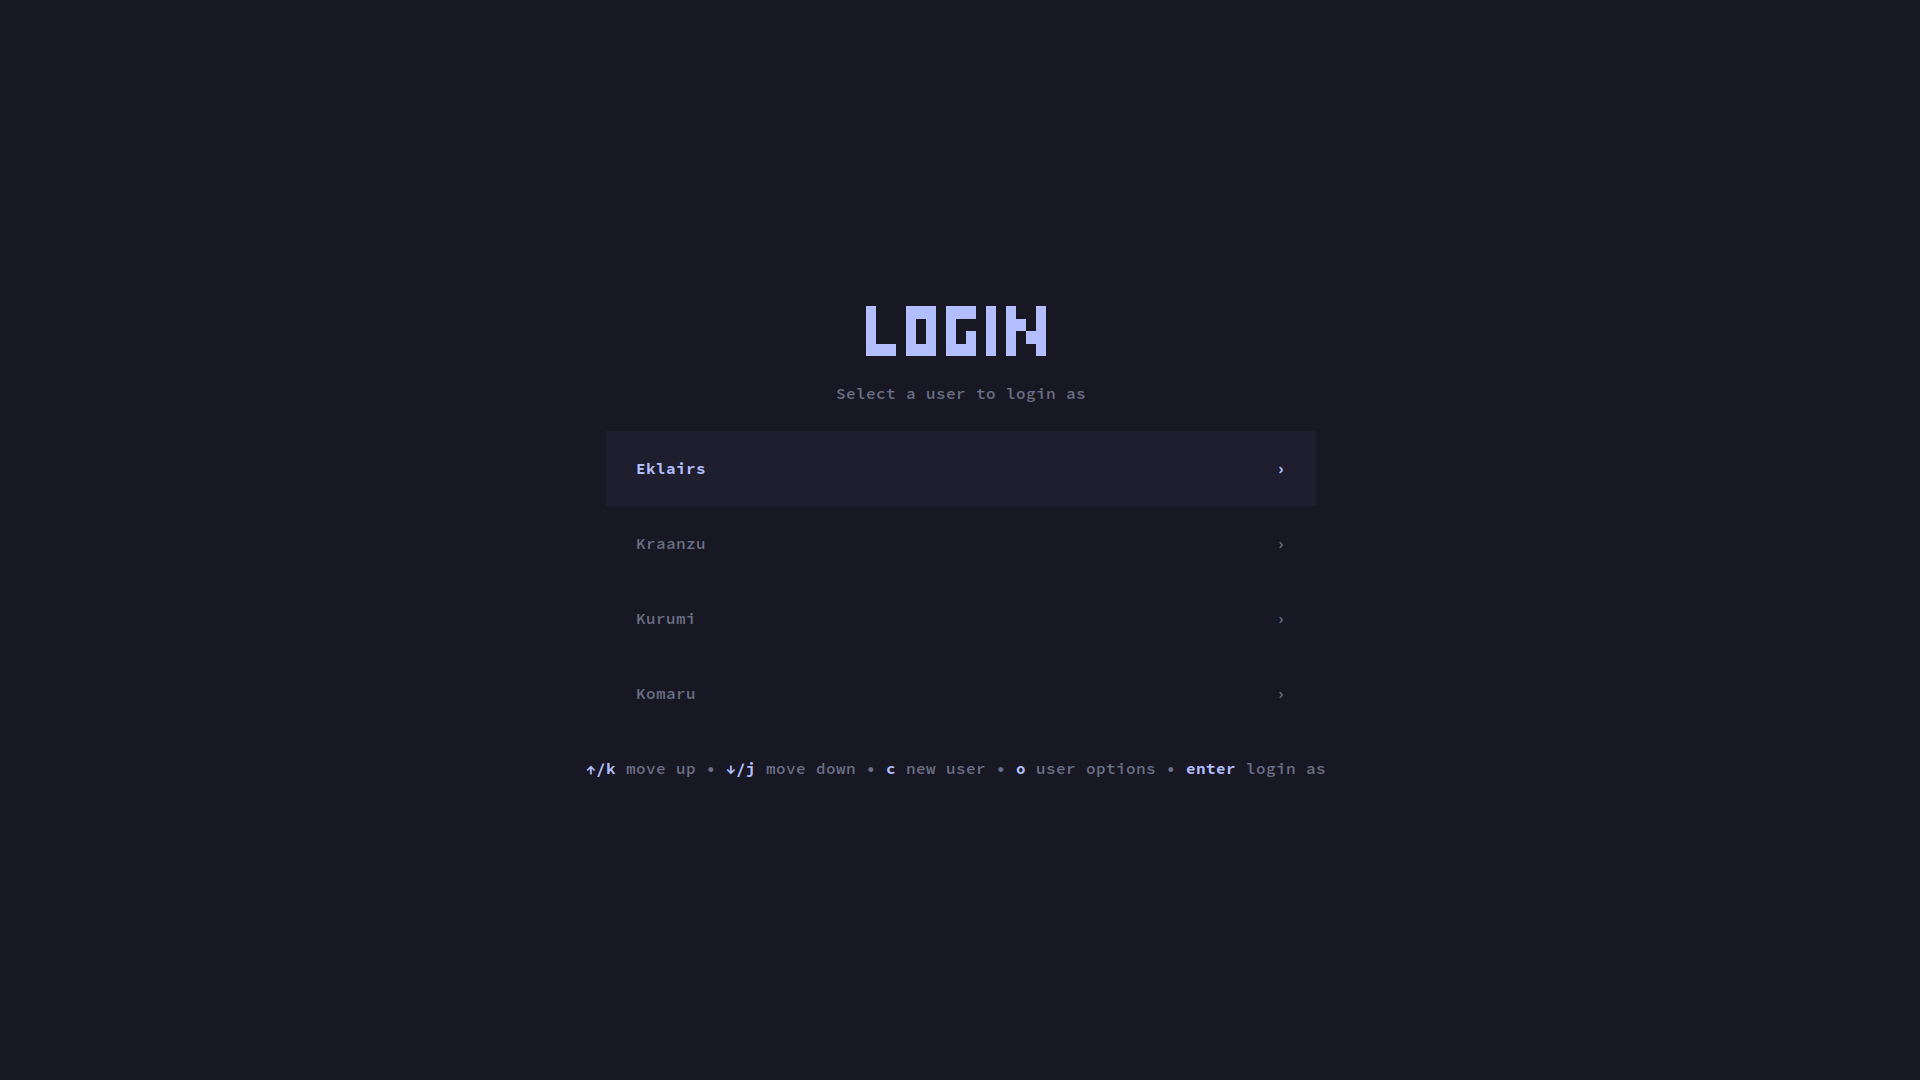 LOGIN
Select a user to login as
Eklairs ›
Kraanzu ›
Kurumi ›
Komaru ›
↑/k move up • ↓/j move down • c new user • o user options • enter login as